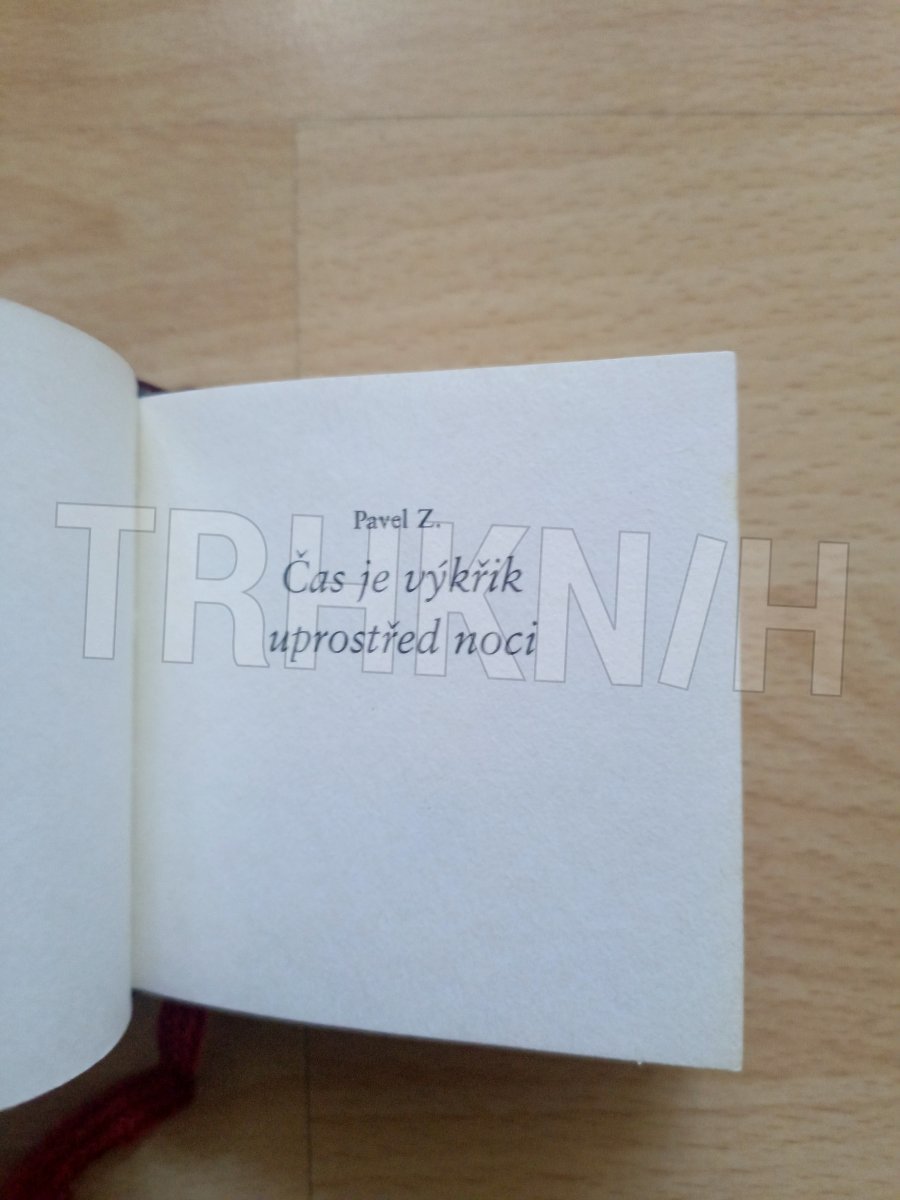 Pavel Z.
Čas je výkřik
uprostřed noci
TRHKNIH